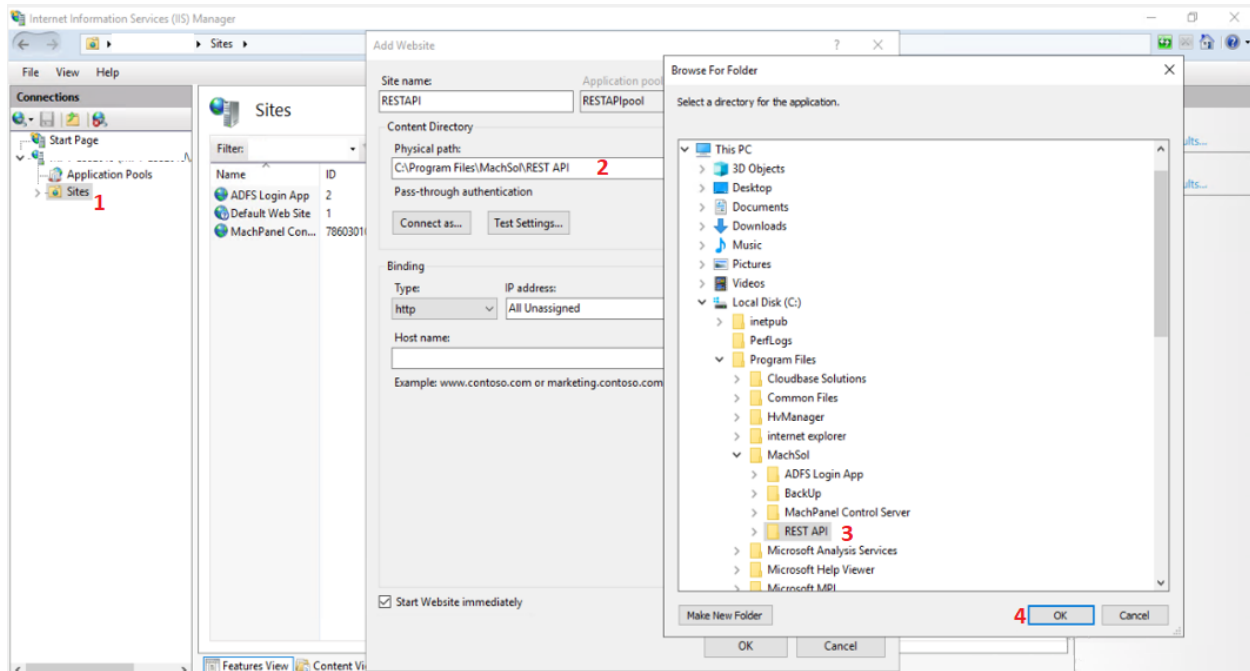 Internet Information Services (IIS) Manager
Sites
File View Help
Connections
Start Page
Application Pools
Sites
1
Sites
Filter:
Name ID
ADFS Login App 2
Default Web Site 1
MachPanel Con... 7860301
Features View Content Vi
Add Website
?
Site name: Application pool
RESTAPI RESTAPIpool
Content Directory
Physical path:
C:\Program Files\MachSol\REST API 2
Pass-through authentication
Connect as... Test Settings...
Binding
Type: IP address:
http All Unassigned
Host name:
Example: www.contoso.com or marketing.contoso.com
Start Website immediately
OK Cancel
Browse For Folder
Select a directory for the application.
This PC
3D Objects
Desktop
Documents
Downloads
Music
Pictures
Videos
Local Disk (C:)
inetpub
PerfLogs
Program Files
Cloudbase Solutions
Common Files
HvManager
internet explorer
MachSol
ADFS Login App
BackUp
MachPanel Control Server
REST API 3
Microsoft Analysis Services
Microsoft Help Viewer
Microsoft MPI
Make New Folder 4 OK Cancel
ults...
ults...